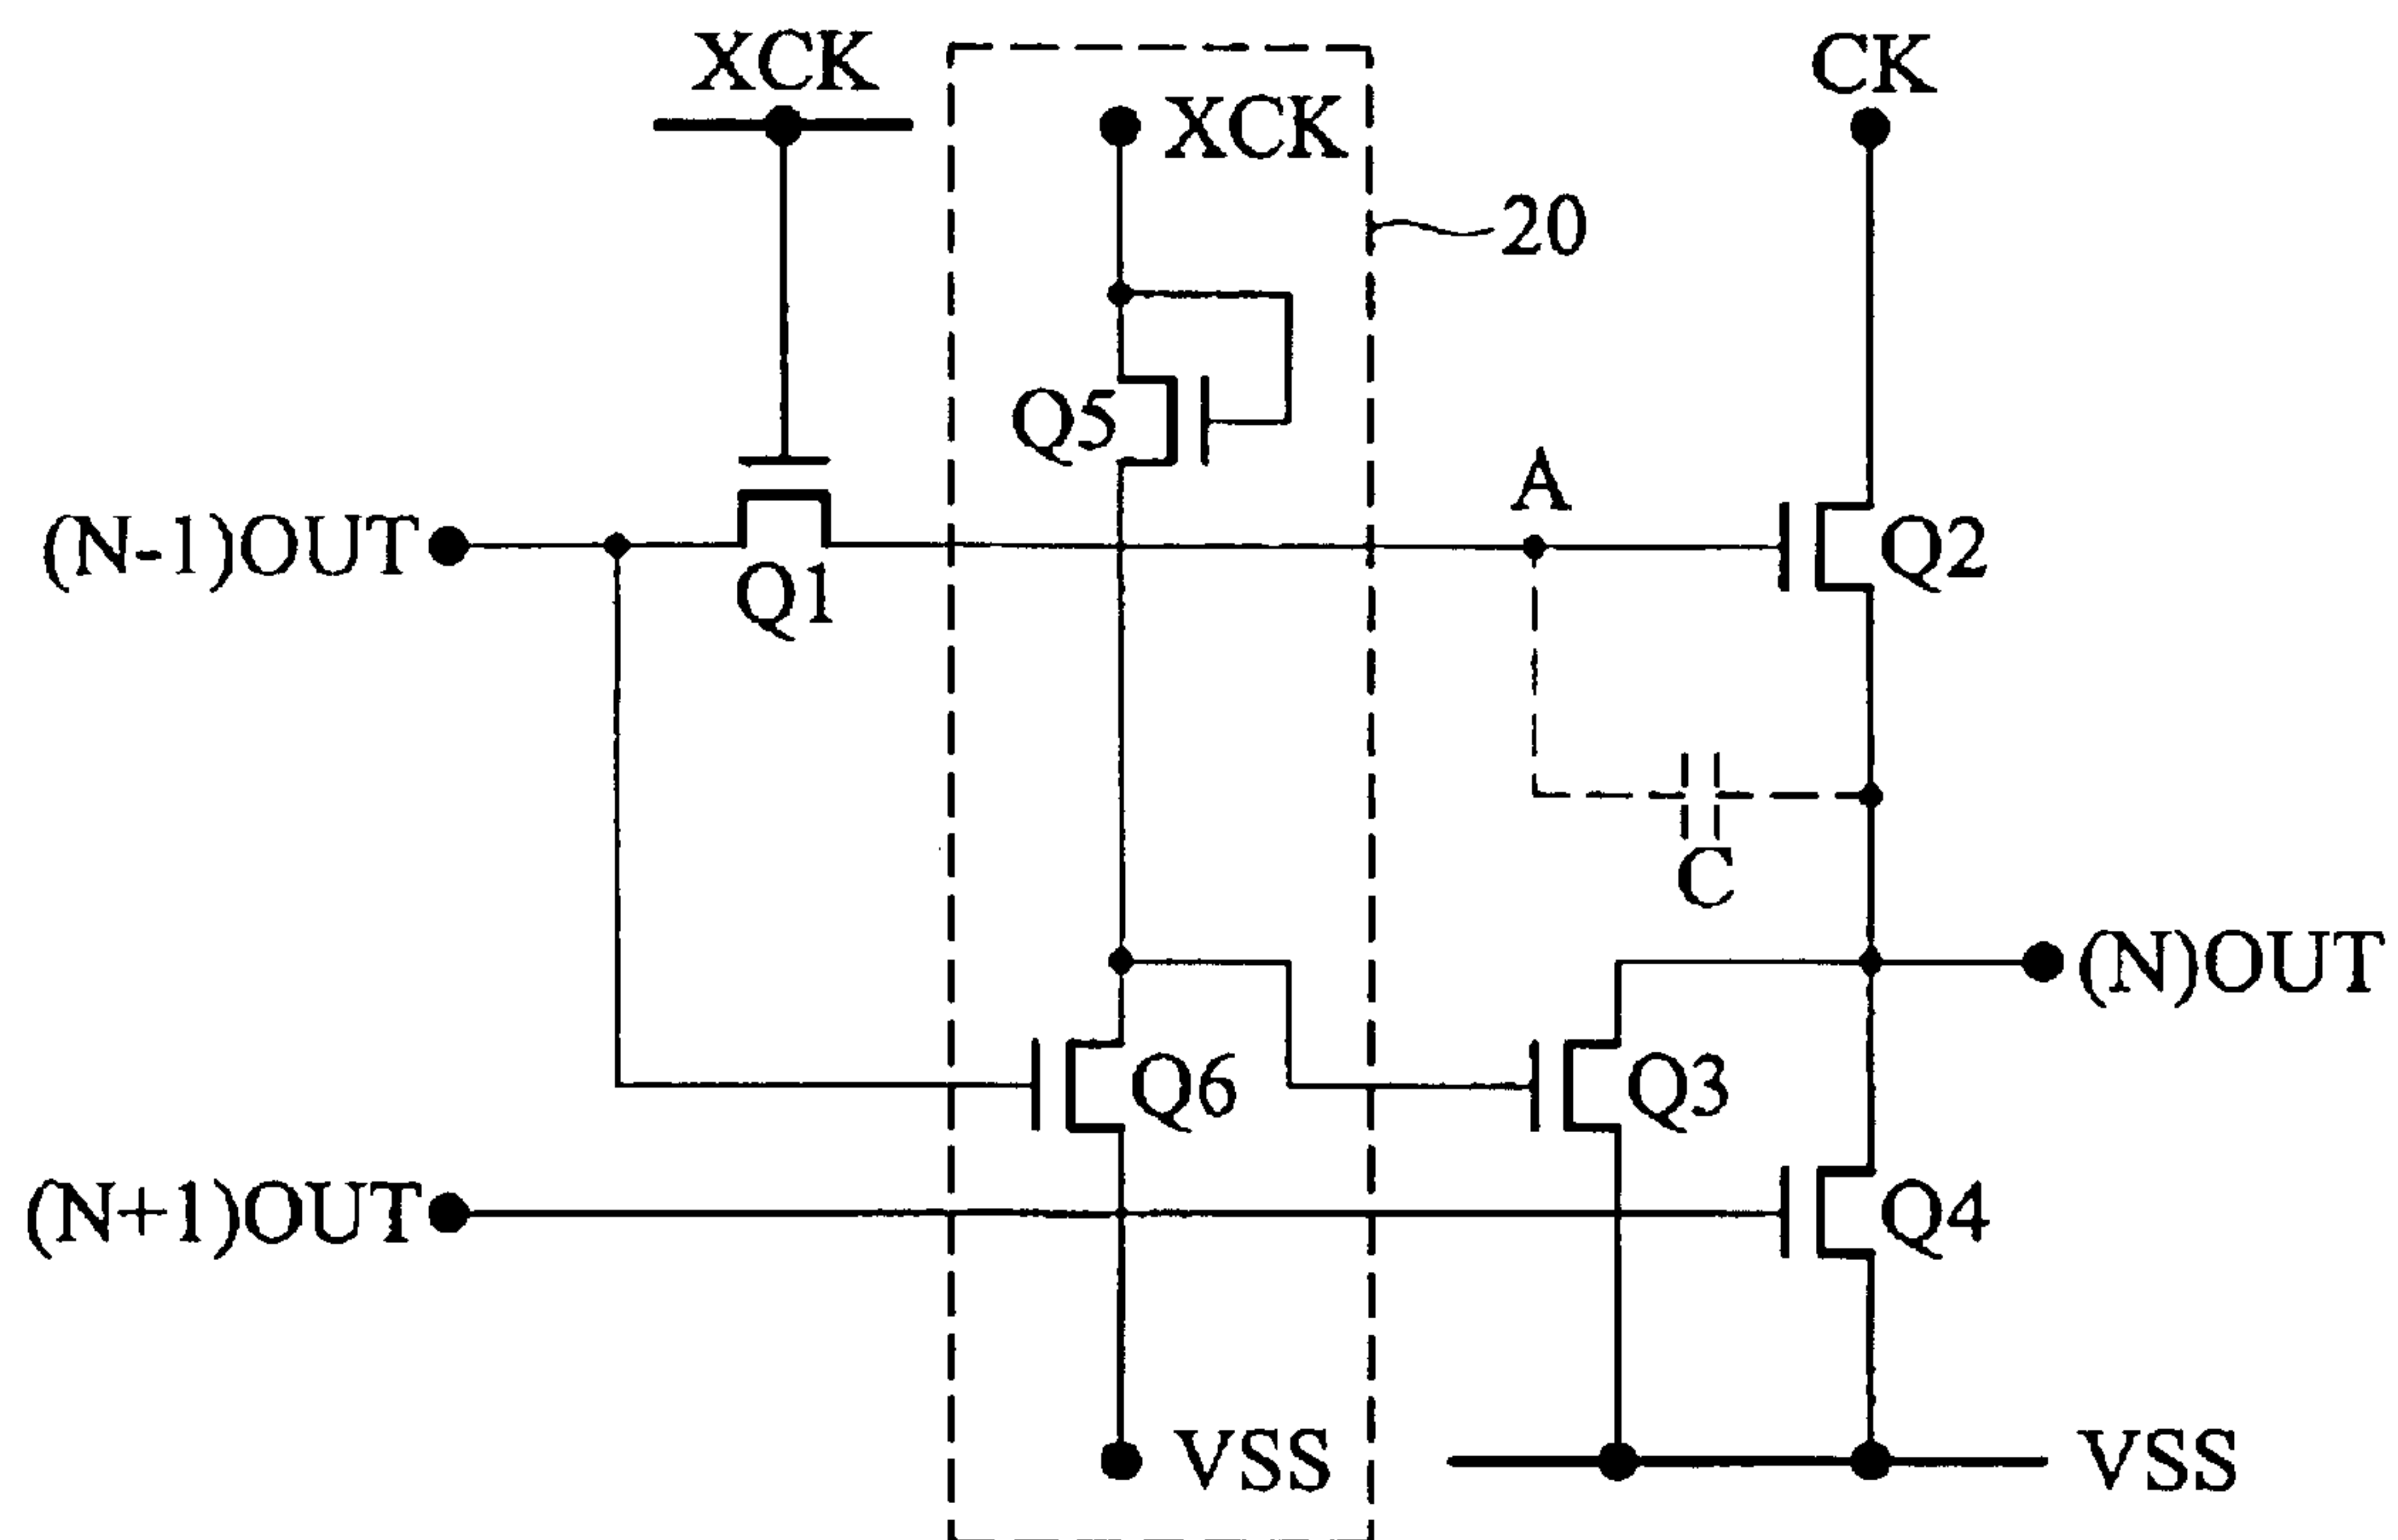 XCK
CK
XCK
20
Q5
A
(N-1)OUT
Q2
Q1
C
(N)OUT
Q6
Q3
(N+1)OUT
Q4
VSS
VSS